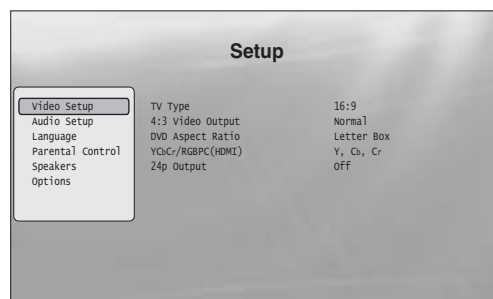 Setup
Video Setup
Audio Setup
Language
Parental Control
Speakers
Options
TV Type 16:9
4:3 Video Output Normal
DVD Aspect Ratio Letter Box
YCbCr/RGBPC(HDMI) Y, Cb, Cr
24p Output Off